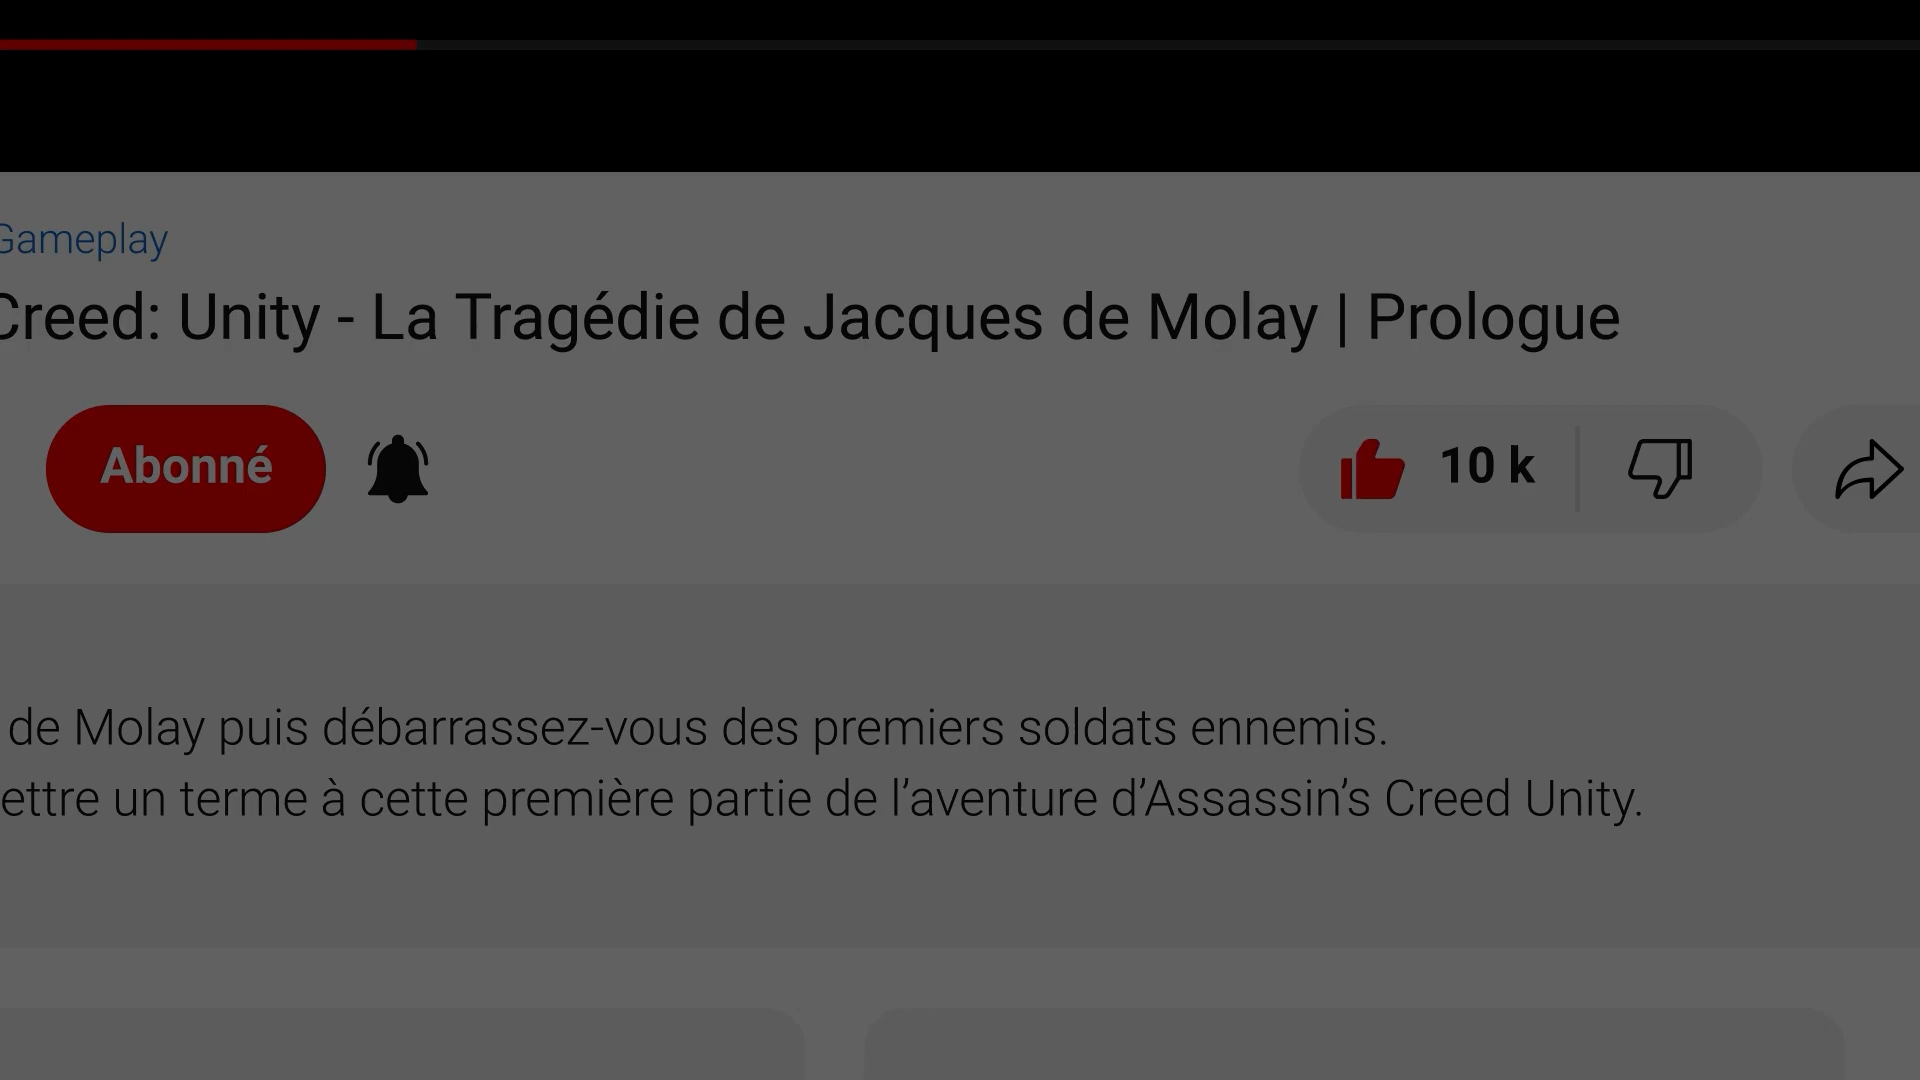 Gameplay
Creed: Unity - La Tragédie de Jacques de Molay | Prologue
Abonné
10 k
de Molay puis débarrassez-vous des premiers soldats ennemis.
ettre un terme à cette première partie de l’aventure d’Assassin’s Creed Unity.